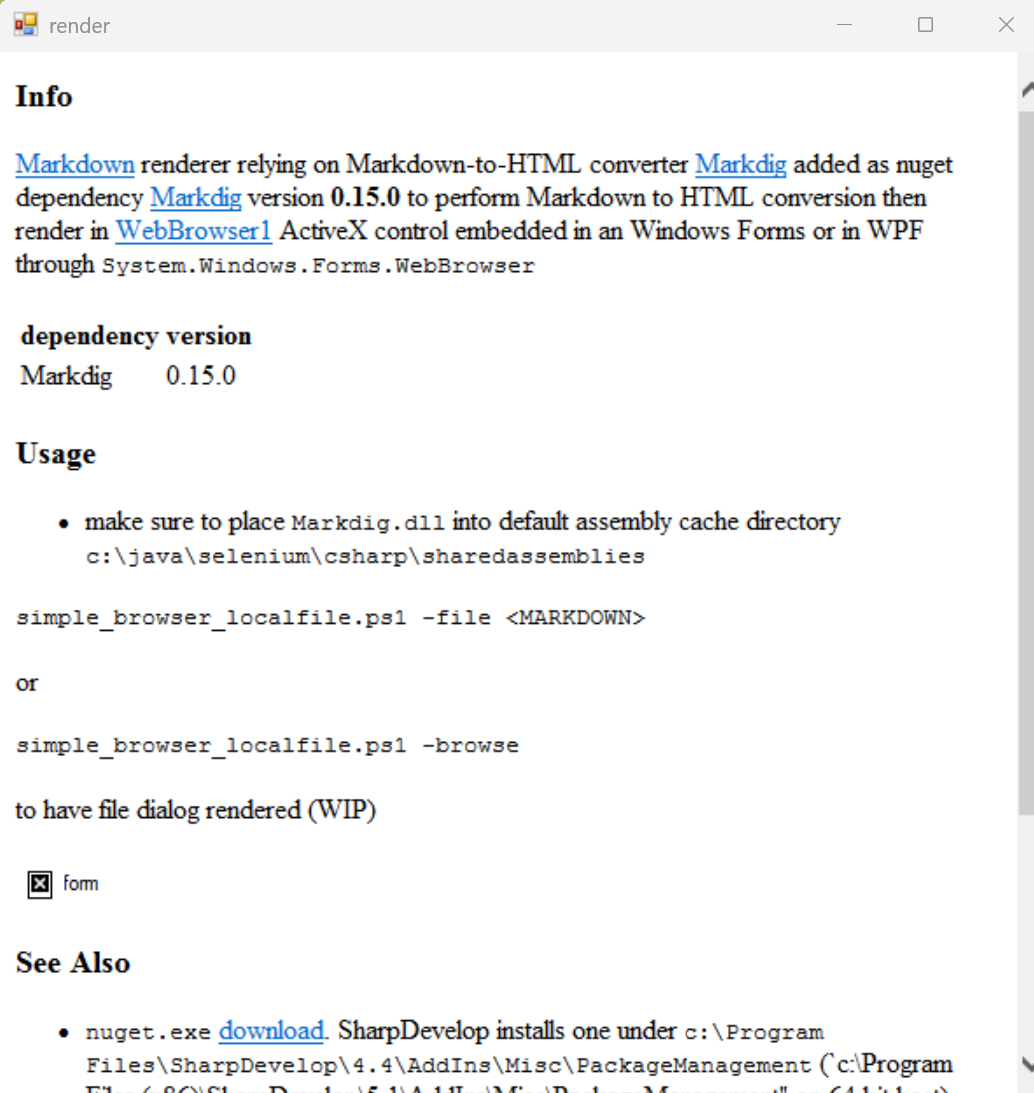 render
Info
Markdown renderer relying on Markdown-to-HTML converter Markdig added as nuget
dependency Markdig version 0.15.0 to perform Markdown to HTML conversion then
render in WebBrowser1 ActiveX control embedded in an Windows Forms or in WPF
through System.Windows.Forms.WebBrowser
dependency version
Markdig 0.15.0
Usage
• make sure to place Markdig.dll into default assembly cache directory
c:\java\selenium\csharp\sharedassemblies
simple_browser_localfile.ps1 -file <MARKDOWN>
or
simple_browser_localfile.ps1 -browse
to have file dialog rendered (WIP)
form
See Also
• nuget.exe download. SharpDevelop installs one under c:\Program
Files\SharpDevelop\4.4\AddIns\Misc\PackageManagement (`c:\Program